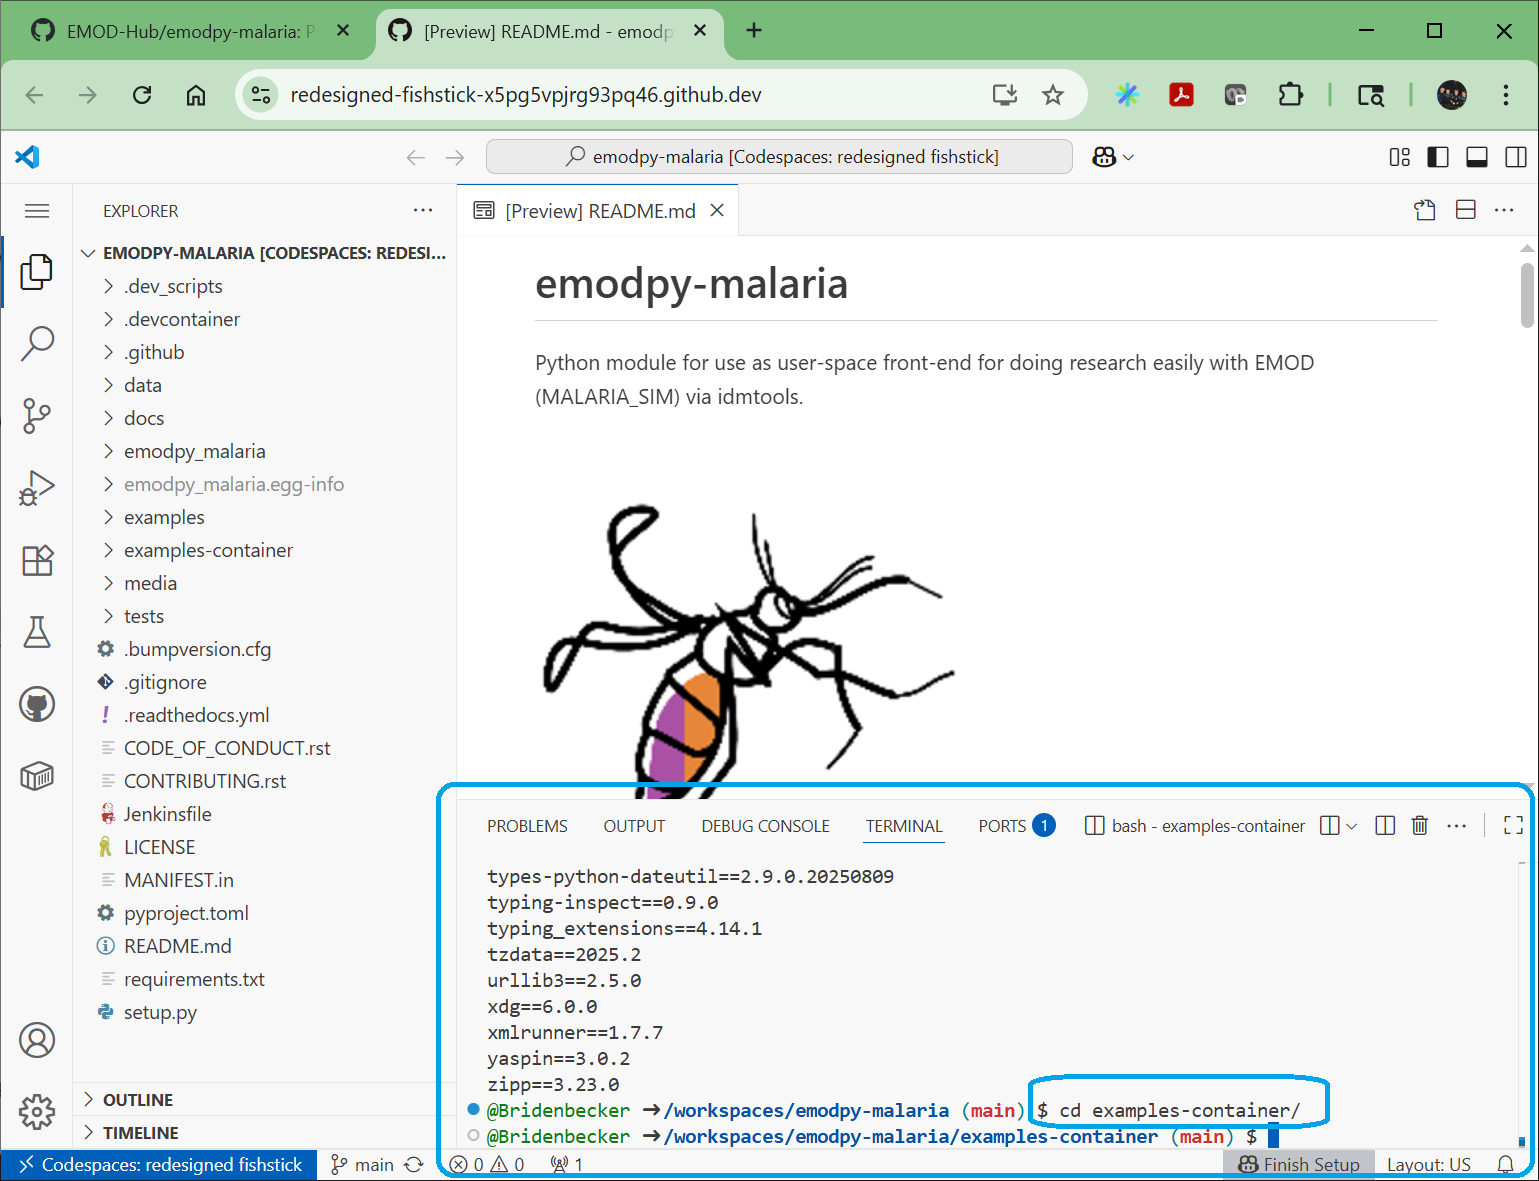 EMOD-Hub/emodpy-malaria: P
[Preview] README.md - emodp
redesigned-fishstick-x5pg5vpjrg93pq46.github.dev
emodpy-malaria [Codespaces: redesigned fishstick]
EXPLORER
EMODPY-MALARIA [CODESPACES: REDESI...
.dev_scripts
.devcontainer
.github
data
docs
emodpy_malaria
emodpy_malaria.egg-info
examples
examples-container
media
tests
.bumpversion.cfg
.gitignore
.readthedocs.yml
CODE_OF_CONDUCT.rst
CONTRIBUTING.rst
Jenkinsfile
LICENSE
MANIFEST.in
pyproject.toml
README.md
requirements.txt
setup.py
OUTLINE
TIMELINE
[Preview] README.md
emodpy-malaria
Python module for use as user-space front-end for doing research easily with EMOD
(MALARIA_SIM) via idmtools.
PROBLEMS OUTPUT DEBUG CONSOLE TERMINAL PORTS 1 bash - examples-container
types-python-dateutil==2.9.0.20250809
typing-inspect==0.9.0
typing_extensions==4.14.1
tzdata==2025.2
urllib3==2.5.0
xdg==6.0.0
xmlrunner==1.7.7
yaspin==3.0.2
zipp==3.23.0
@Bridenbecker ➜/workspaces/emodpy-malaria (main) $ cd examples-container/
@Bridenbecker ➜/workspaces/emodpy-malaria/examples-container (main) $
Codespaces: redesigned fishstick main 0 0 1 Finish Setup Layout: US